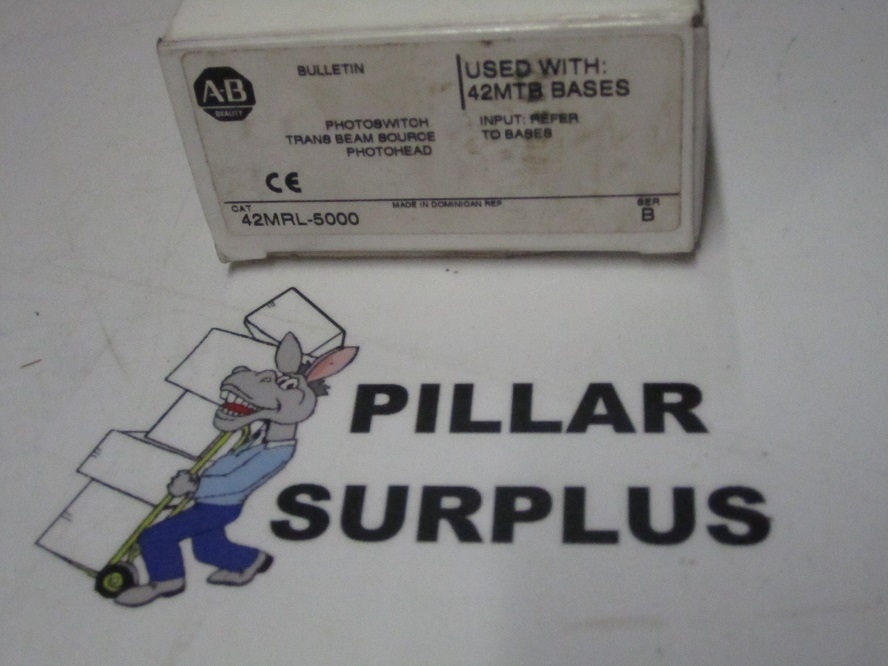 A-B
QUALITY
BULLETIN
USED WITH:
42MTB BASES
PHOTOSWITCH
TRANS BEAM SOURCE
PHOTOHEAD
INPUT: REFER
TO BASES
CE
MADE IN DOMINICAN REP
CAT
42MRL-5000
SER
B
PILLAR
SURPLUS